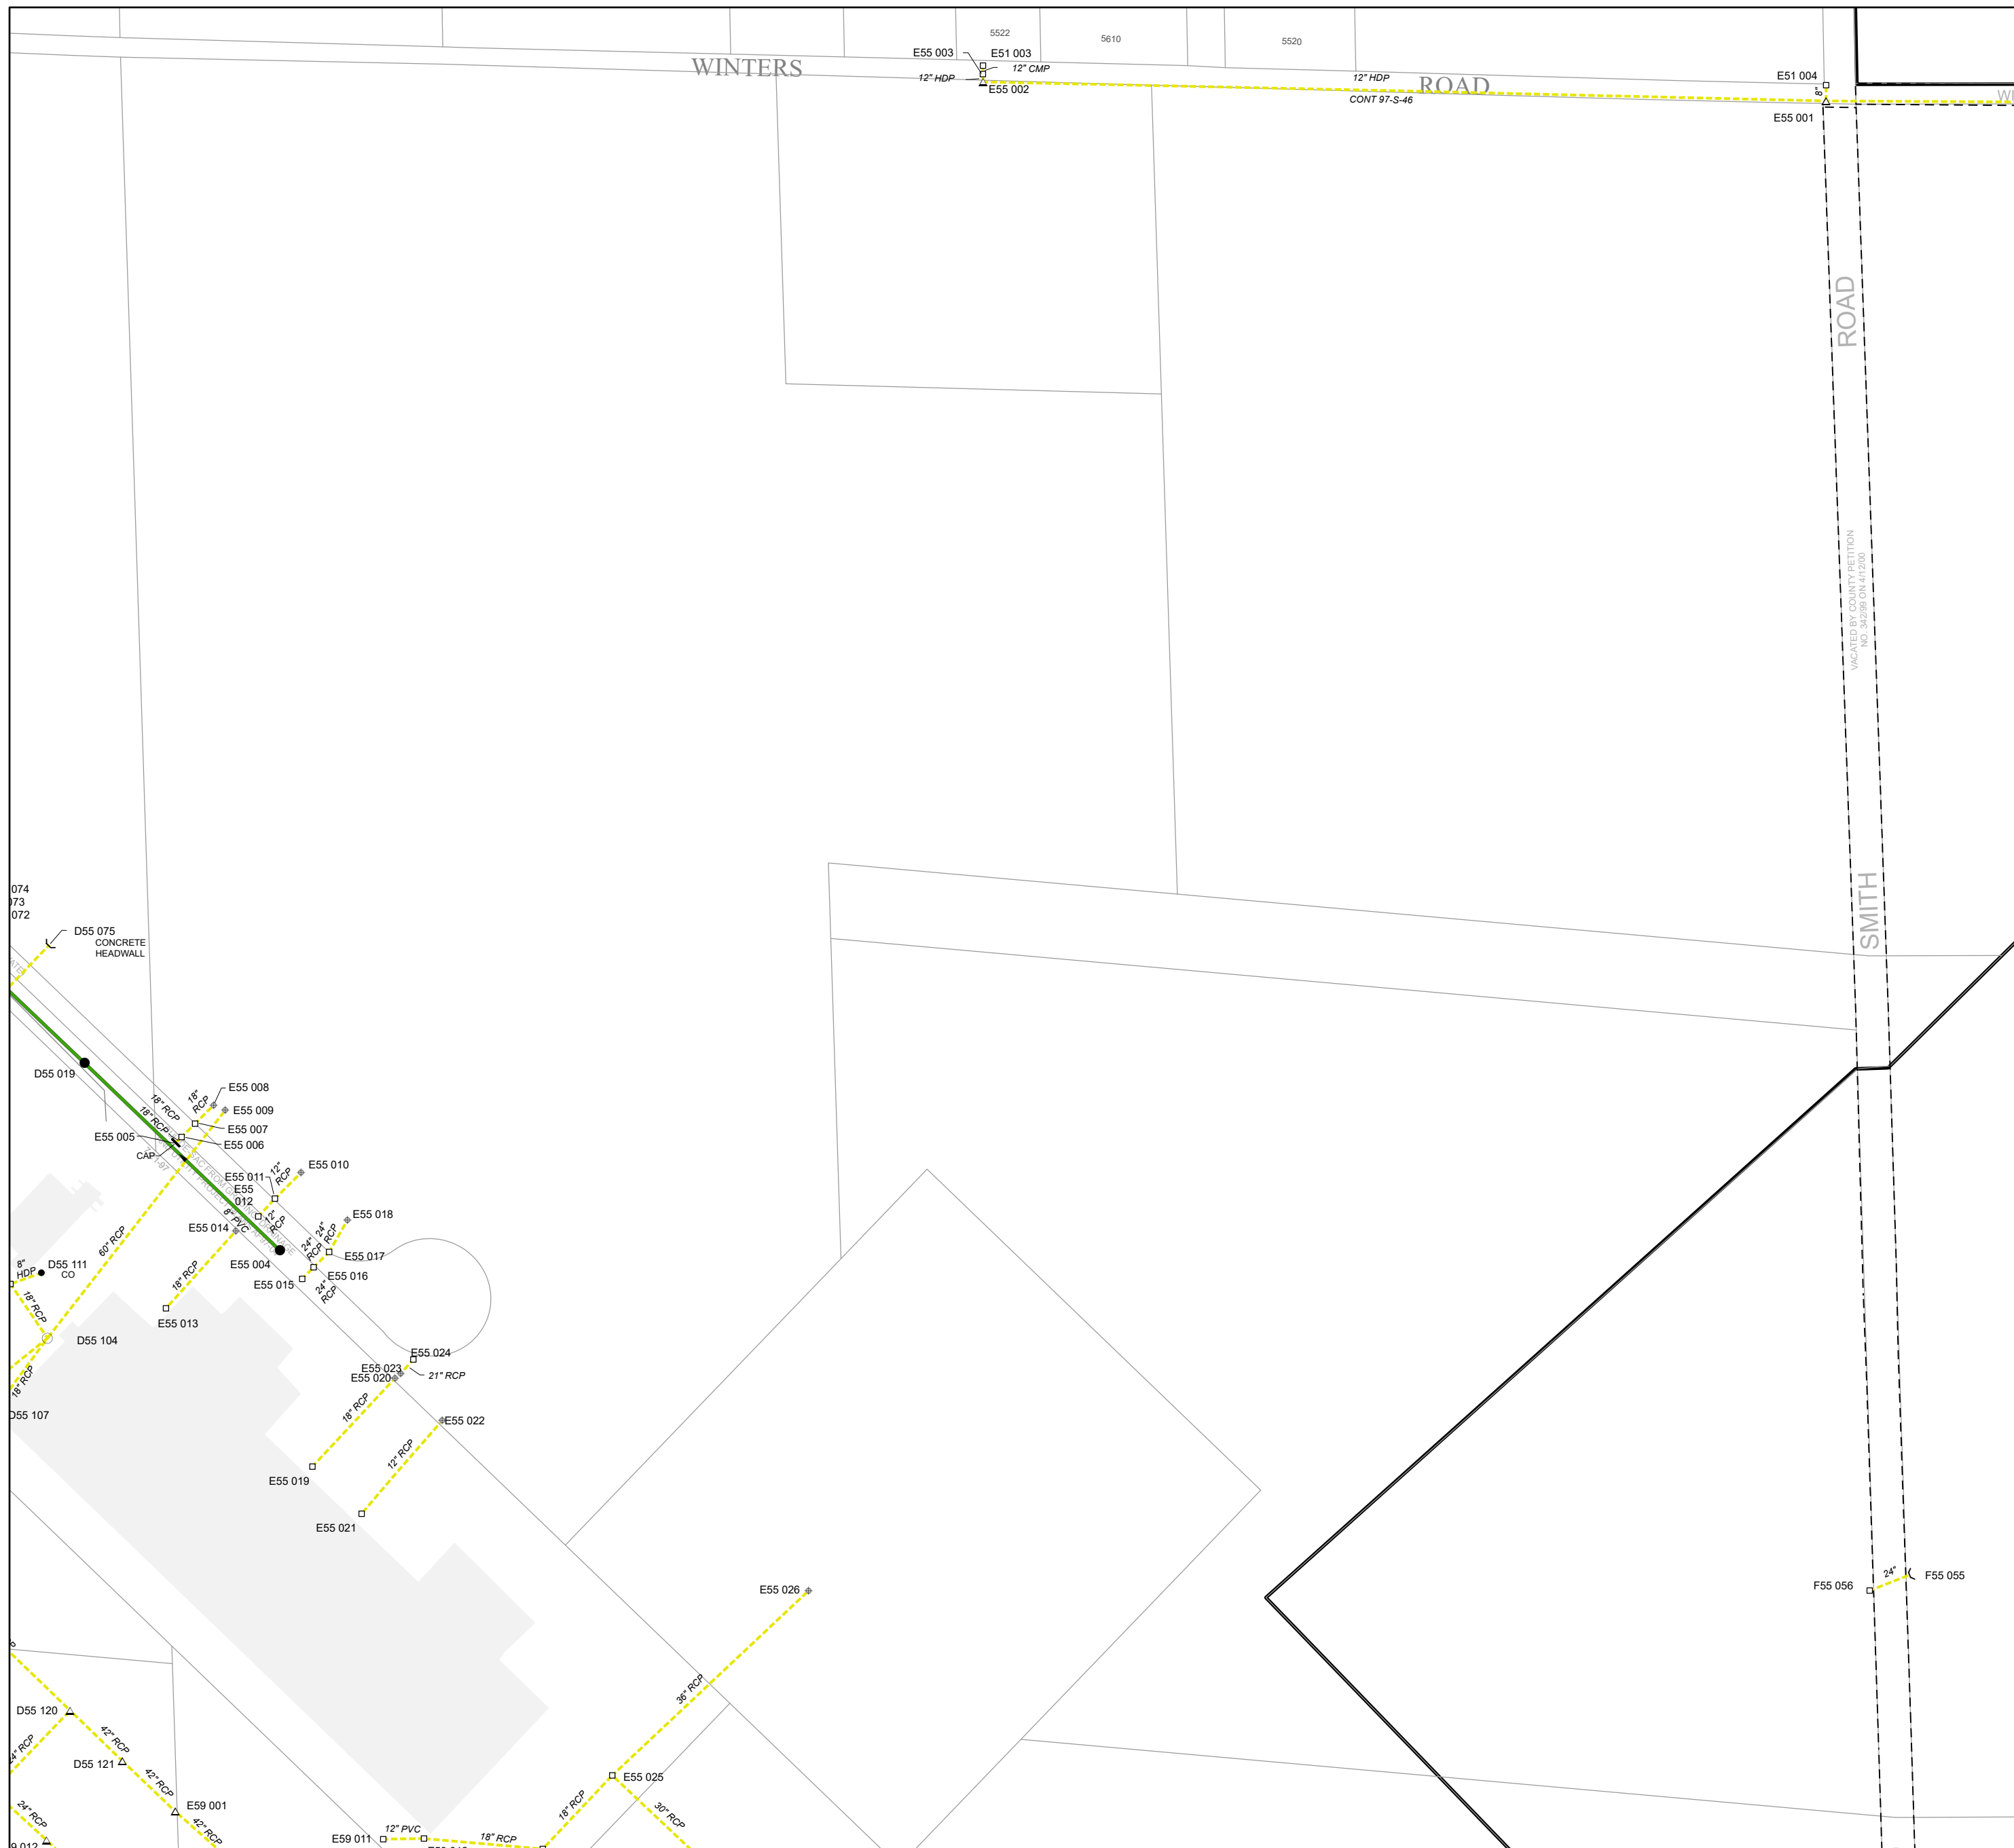 5522
5610
5520
E55 003
E51 003
12" CMP
12" HDP
E55 002
WINTERS
ROAD
12" HDP
CONT 97-S-46
E51 004
8"
E55 001
ROAD
VACATED BY COUNTY PETITION
NO. 342/99 ON 4/12/00
SMITH
074
072
D55 075
CONCRETE
HEADWALL
D55 019
18" RCP
18" RCP
18"
RCP
E55 008
E55 009
E55 007
E55 006
E55 005
CAP
E55 010
12"
RCP
E55 011
E55
012
12"
RCP
8" PVC
E55 014
E55 018
24"
RCP
24"
RCP
E55 017
E55 004
E55 016
E55 015
24"
RCP
60" RCP
18" RCP
E55 013
8"
HDP
D55 111
CO
18" RCP
D55 104
18" RCP
D55 107
E55 024
E55 023
21" RCP
E55 020
18" RCP
E55 022
12" RCP
E55 019
E55 021
E55 026
36" RCP
F55 056
24"
F55 055
D55 120
42" RCP
24" RCP
D55 121
42" RCP
E59 001
42" RCP
24" RCP
E55 025
18" RCP
30" RCP
E59 011
12" PVC
18" RCP